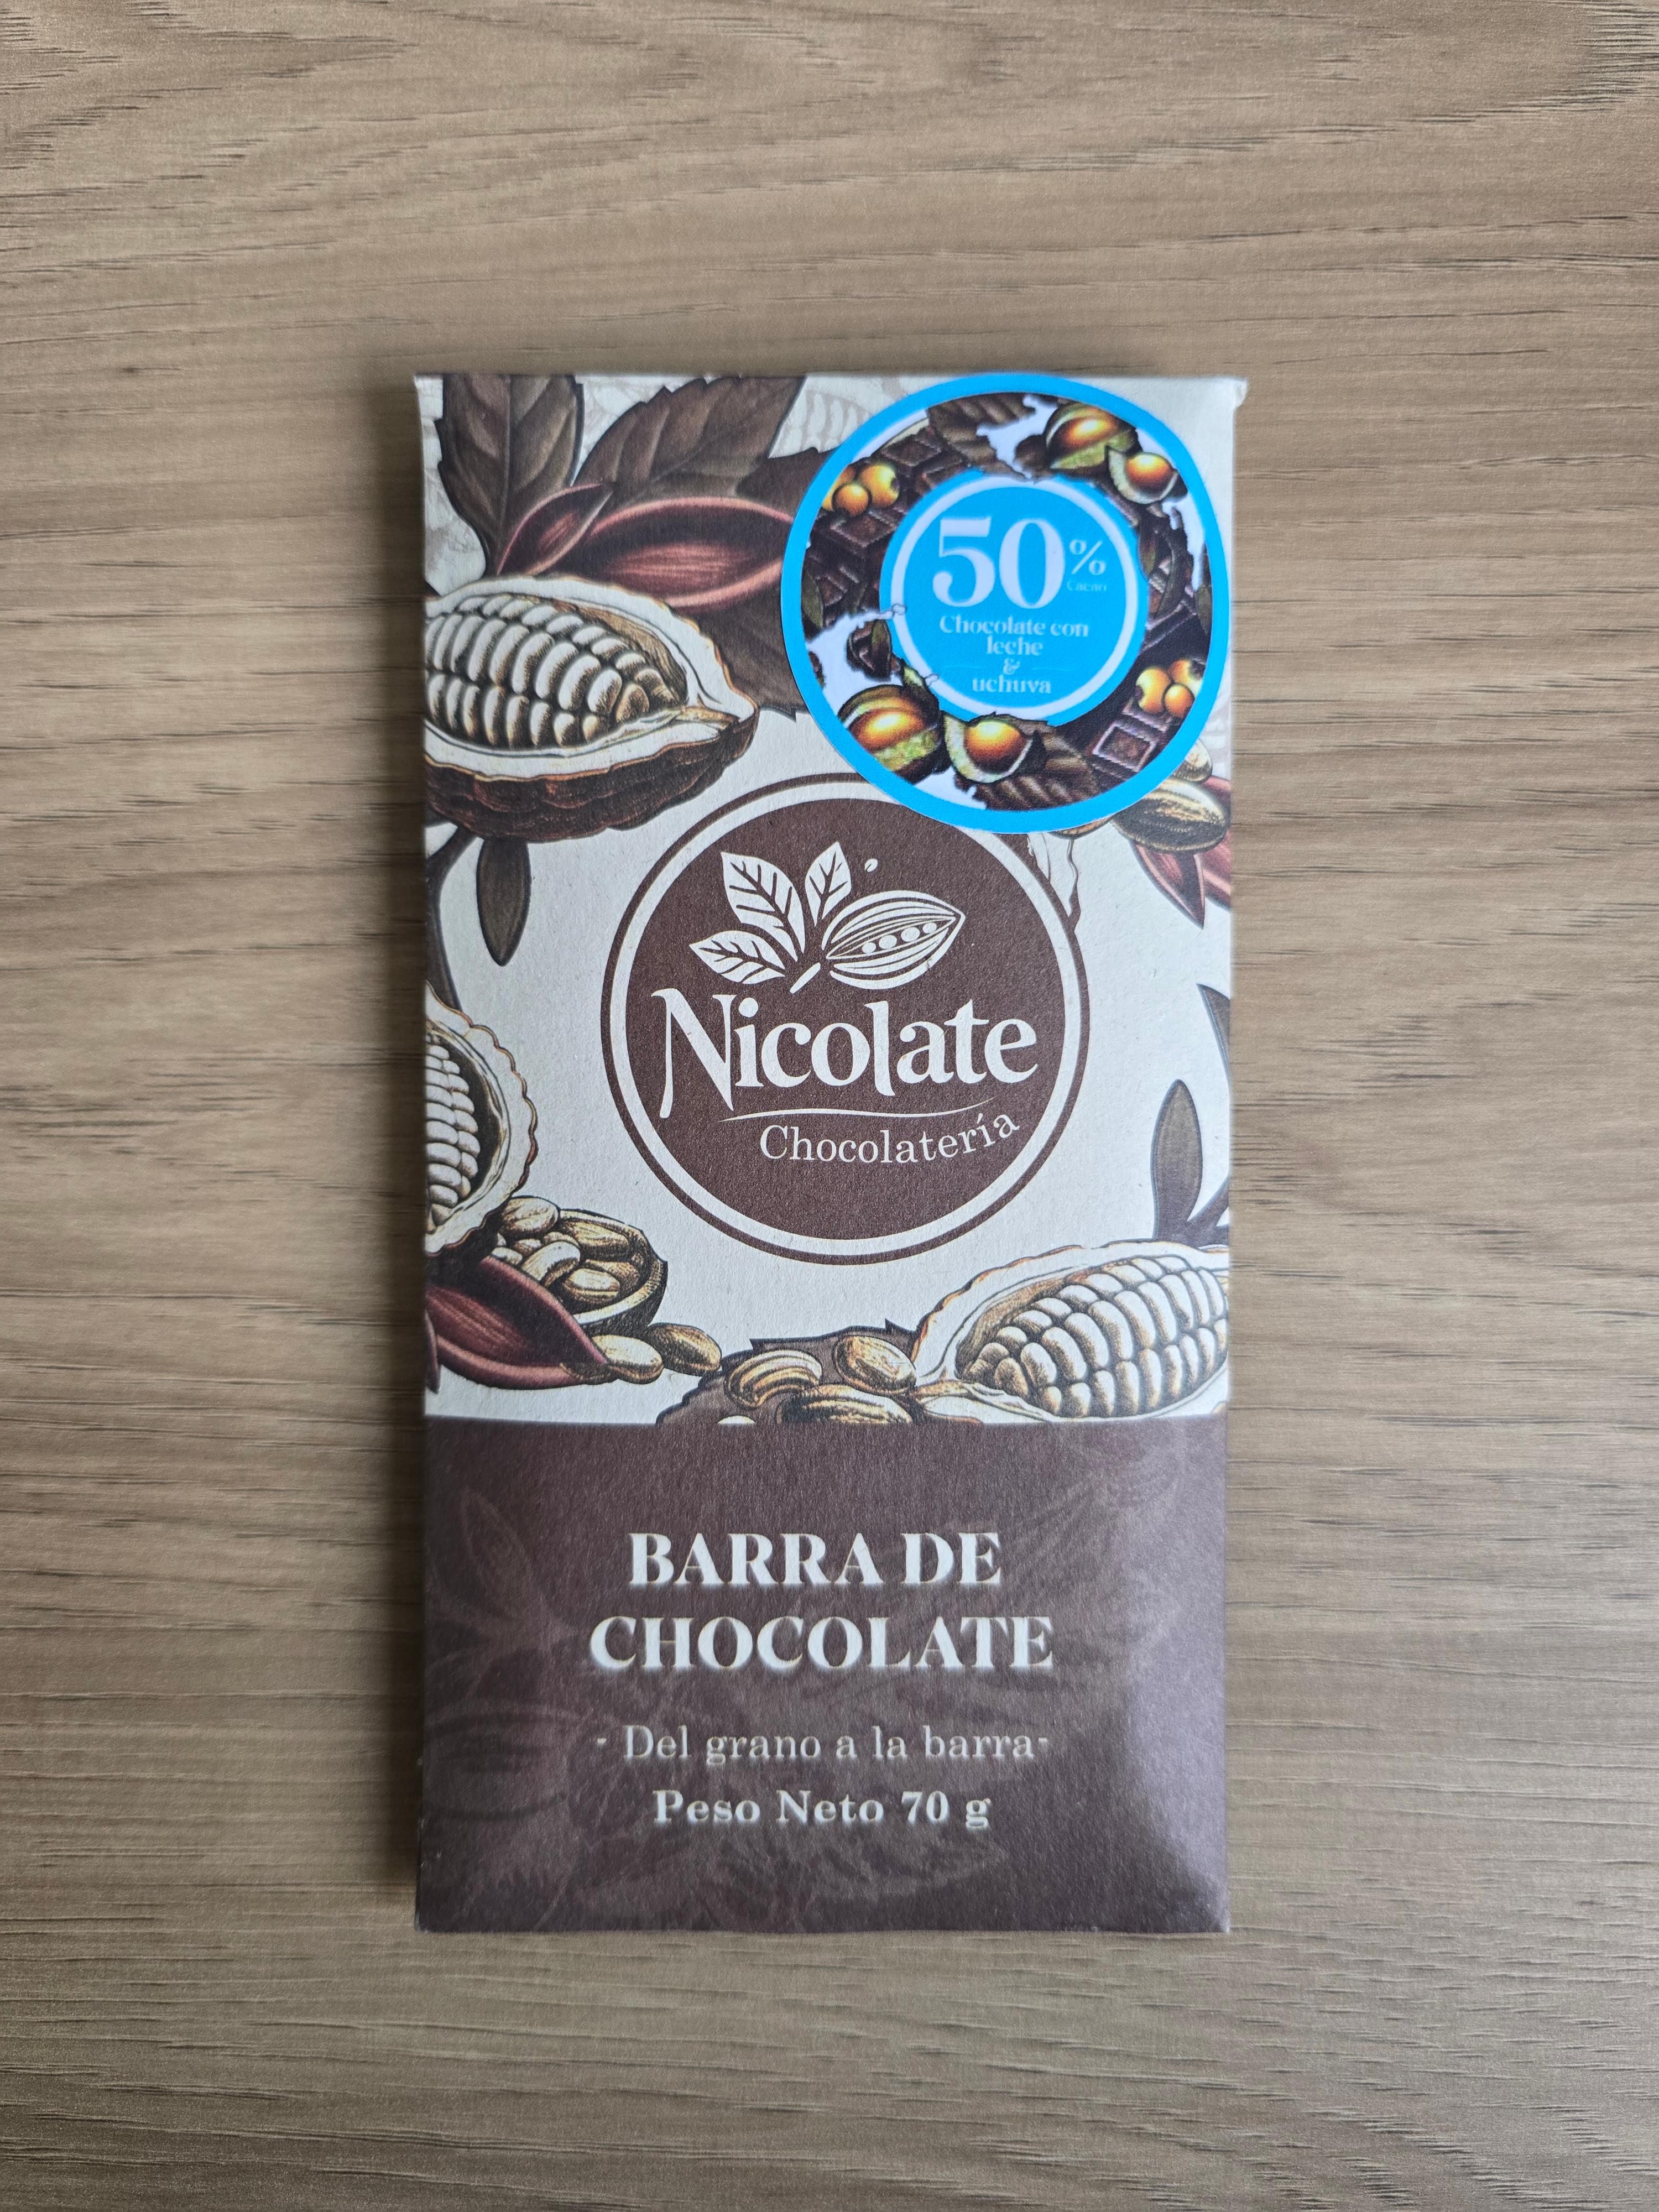 50%
Cacao
Chocolate con
leche
&
uchuva
Nicolate
Chocolatería
BARRA DE
CHOCOLATE
- Del grano a la barra-
Peso Neto 70 g